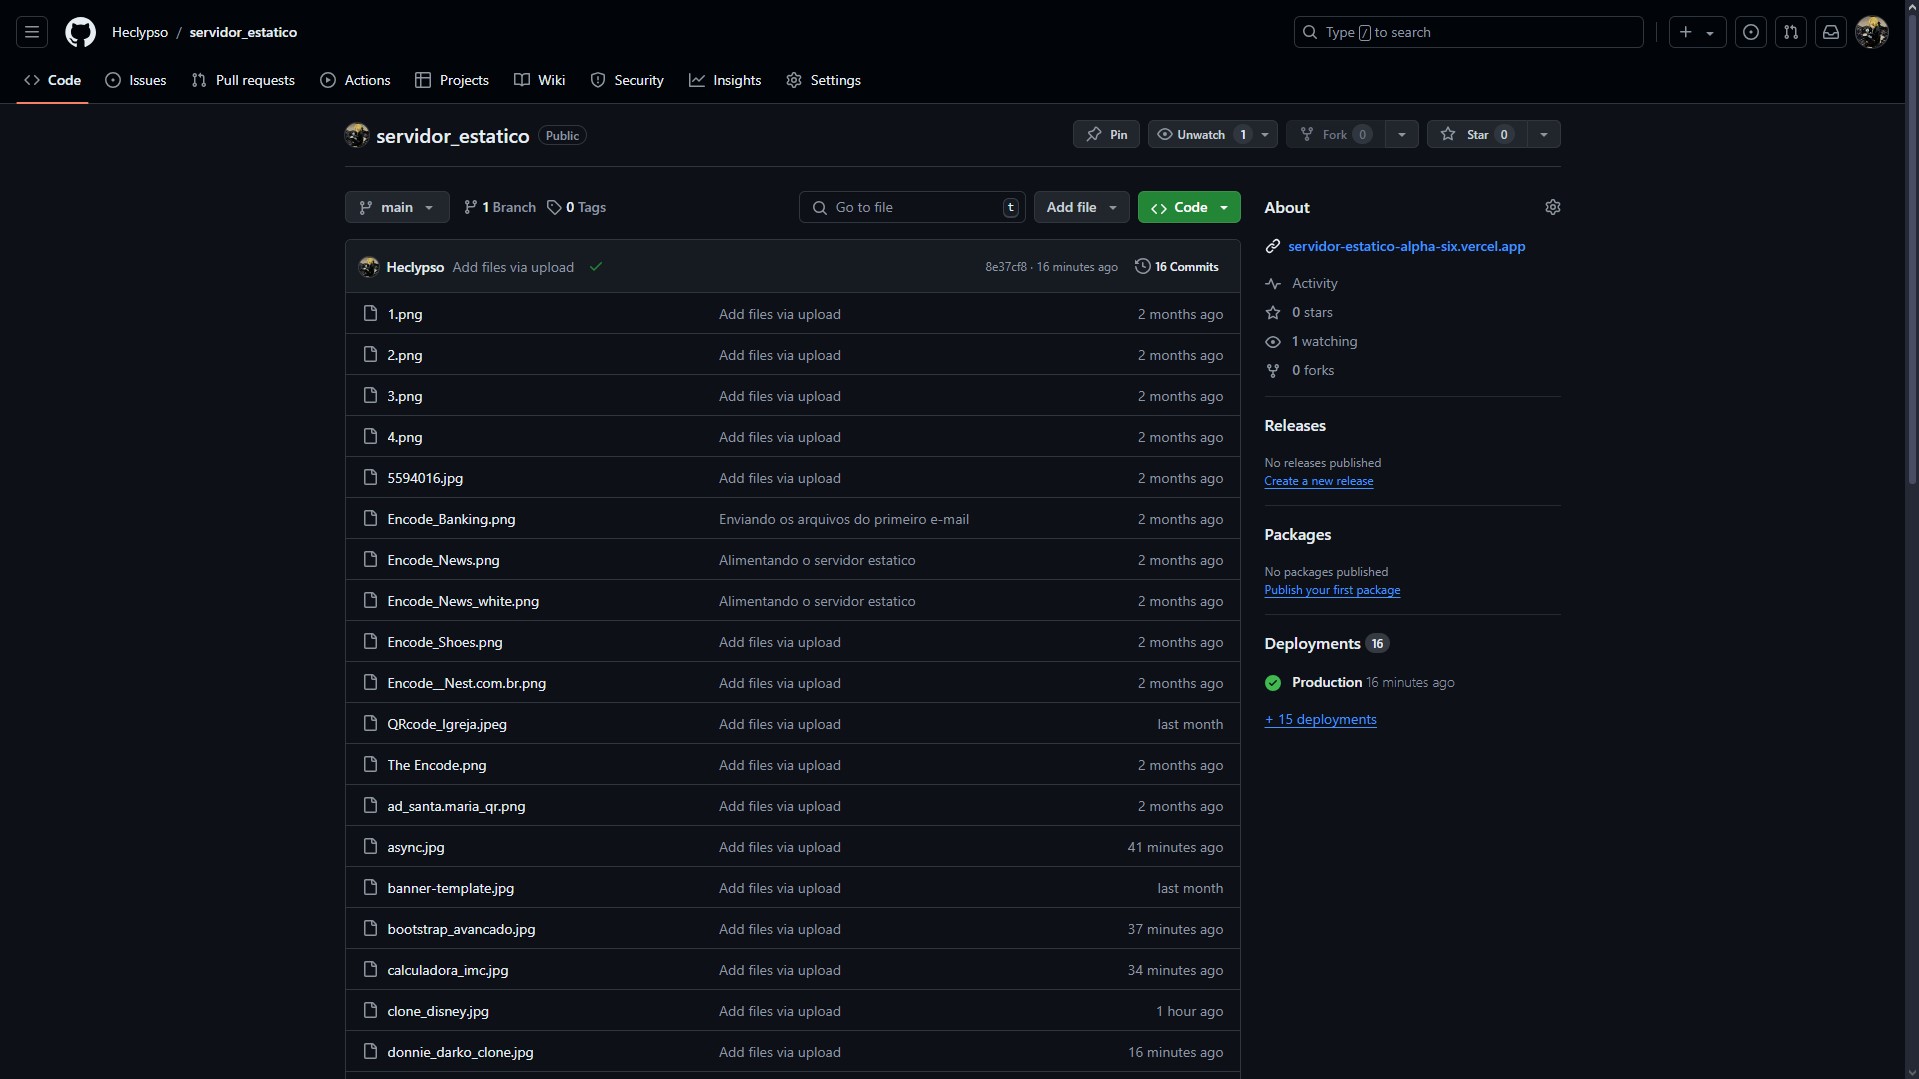 Heclypso / servidor_estatico
Type / to search
Code
Issues
Pull requests
Actions
Projects
Wiki
Security
Insights
Settings
servidor_estatico Public
Pin
Unwatch 1
Fork 0
Star 0
main
1 Branch
0 Tags
Go to file t
Add file
Code
Heclypso Add files via upload 8e37cf8 · 16 minutes ago 16 Commits
1.png Add files via upload 2 months ago
2.png Add files via upload 2 months ago
3.png Add files via upload 2 months ago
4.png Add files via upload 2 months ago
5594016.jpg Add files via upload 2 months ago
Encode_Banking.png Enviando os arquivos do primeiro e-mail 2 months ago
Encode_News.png Alimentando o servidor estatico 2 months ago
Encode_News_white.png Alimentando o servidor estatico 2 months ago
Encode_Shoes.png Add files via upload 2 months ago
Encode__Nest.com.br.png Add files via upload 2 months ago
QRcode_Igreja.jpeg Add files via upload last month
The Encode.png Add files via upload 2 months ago
ad_santa.maria_qr.png Add files via upload 2 months ago
async.jpg Add files via upload 41 minutes ago
banner-template.jpg Add files via upload last month
bootstrap_avancado.jpg Add files via upload 37 minutes ago
calculadora_imc.jpg Add files via upload 34 minutes ago
clone_disney.jpg Add files via upload 1 hour ago
donnie_darko_clone.jpg Add files via upload 16 minutes ago
About
servidor-estatico-alpha-six.vercel.app
Activity
0 stars
1 watching
0 forks
Releases
No releases published
Create a new release
Packages
No packages published
Publish your first package
Deployments 16
Production 16 minutes ago
+ 15 deployments